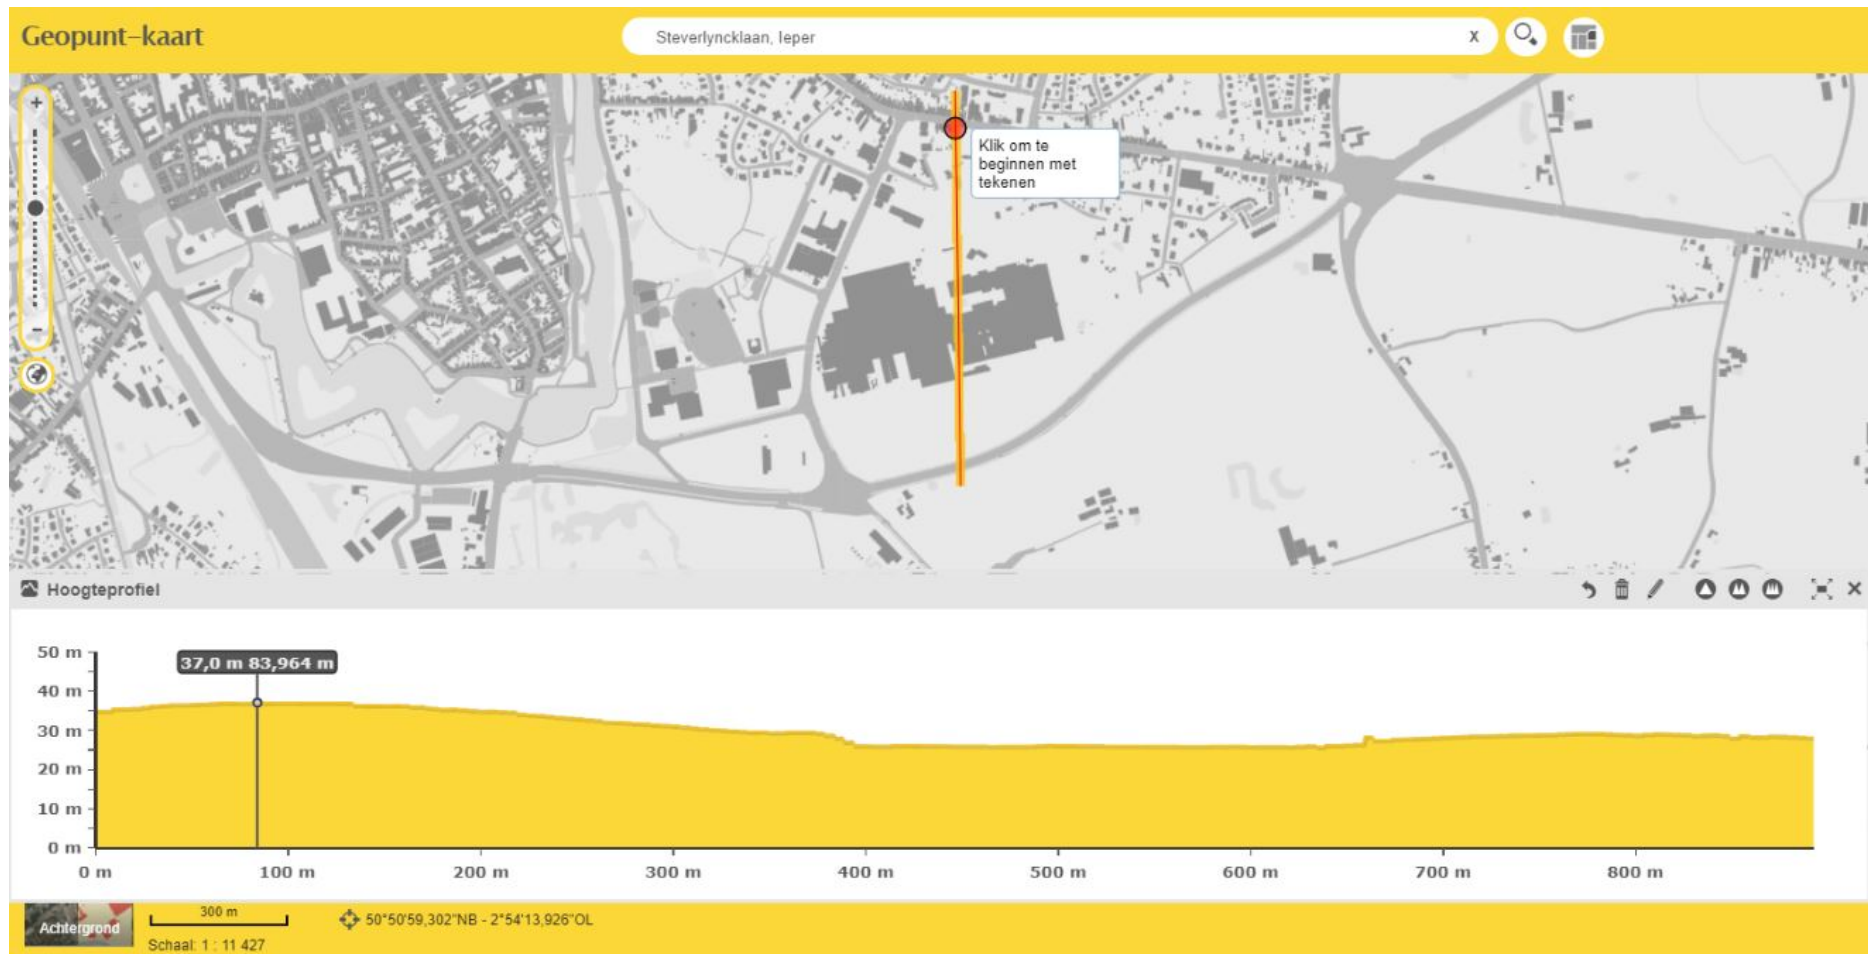 Geopunt-kaart
Steverlyncklaan, Ieper
x
+
Klik om te
beginnen met
tekenen
-
Hoogteprofiel
50 m
37,0 m 83,964 m
40 m
30 m
20 m
10 m
0 m
0 m 100 m 200 m 300 m 400 m 500 m 600 m 700 m 800 m
Achtergrond
300 m
Schaal: 1 : 11 427
50°50'59,302"NB - 2°54'13,926"OL